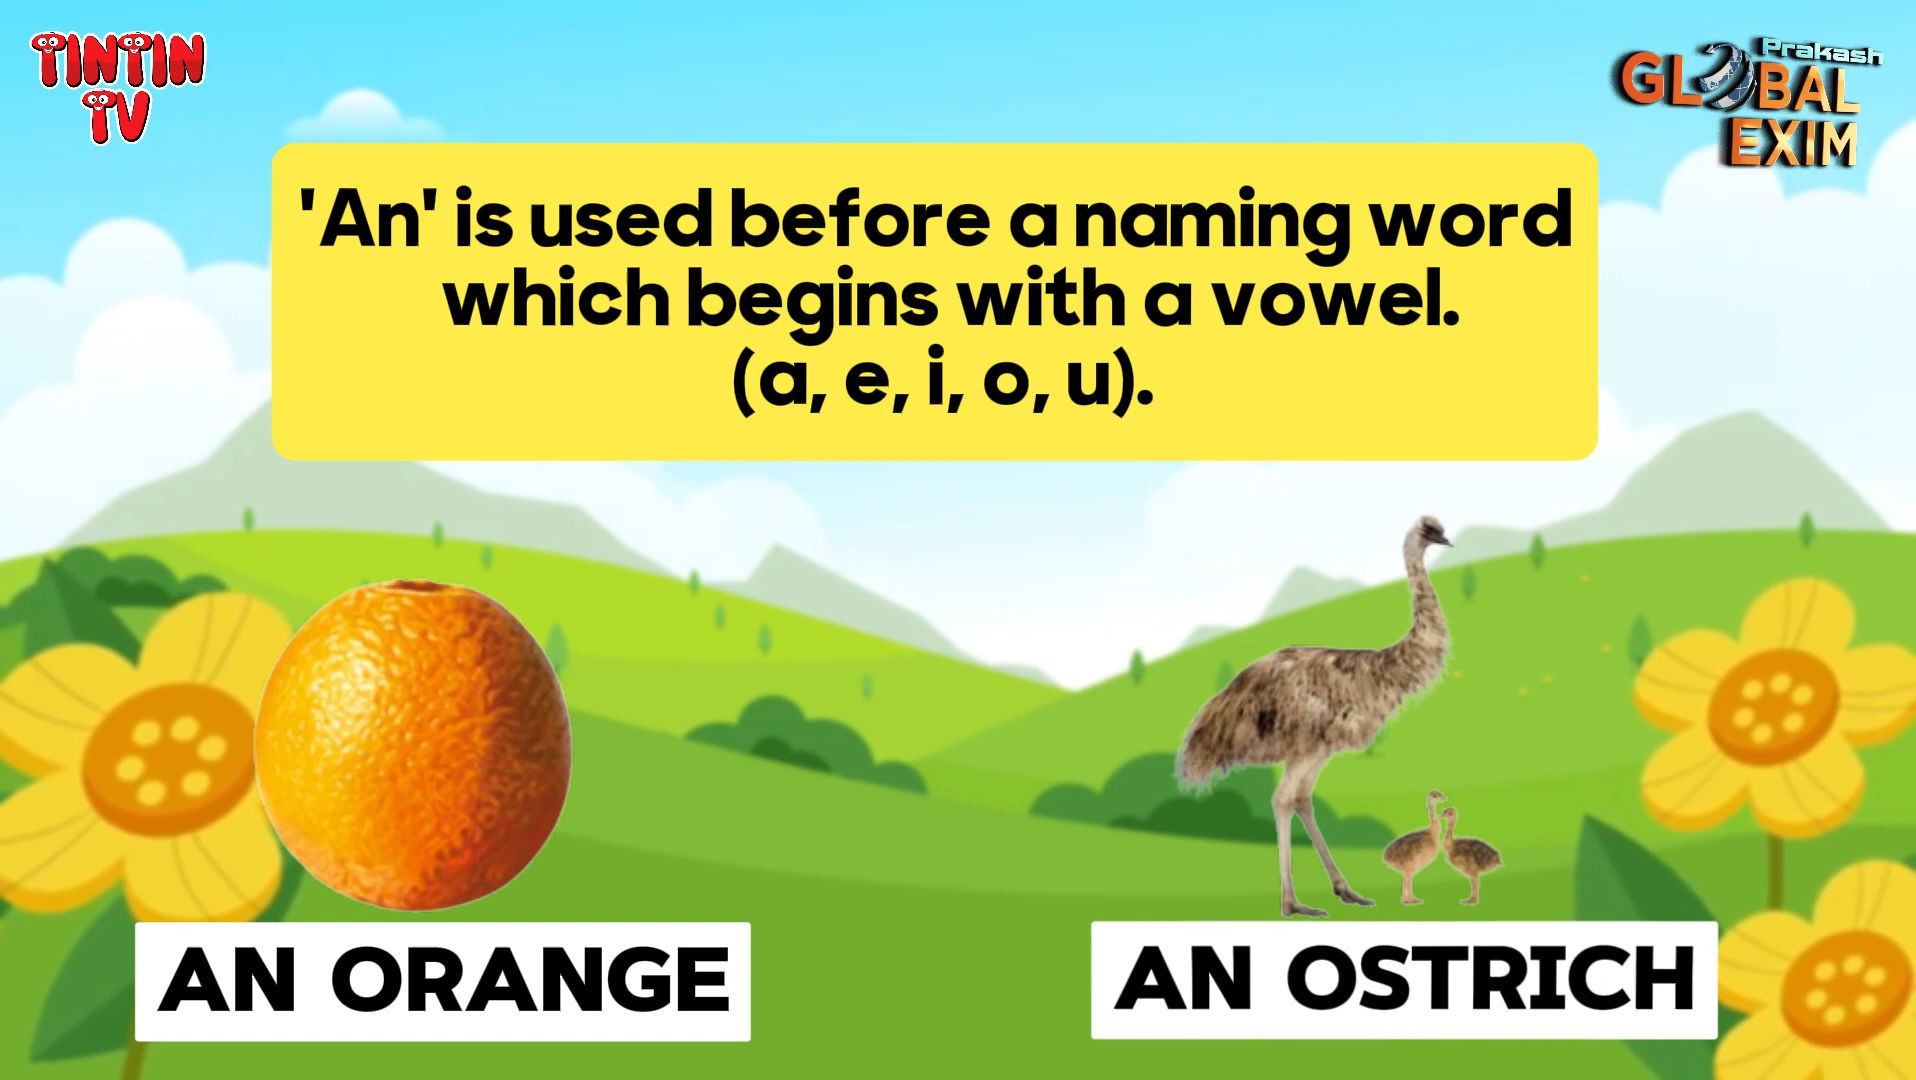 TINTIN
TV
Prakash
GLOBAL
EXIM
'An' is used before a naming word
which begins with a vowel.
(a, e, i, o, u).
AN ORANGE
AN OSTRICH